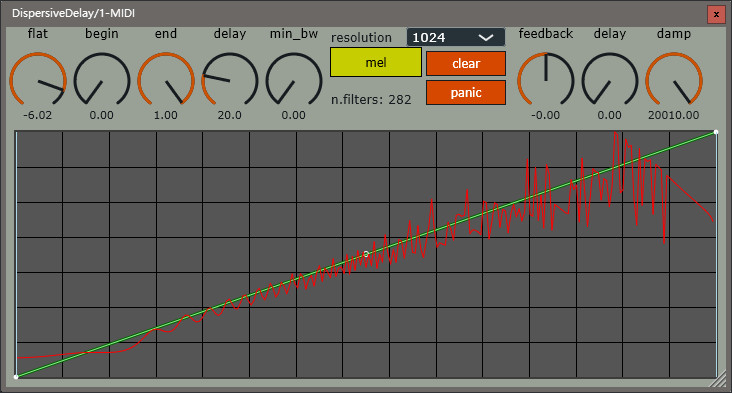 DispersiveDelay/1-MIDI x
flat begin end delay min_bw resolution 1024 feedback delay damp
mel clear
n.filters: 282 panic
-6.02 0.00 1.00 20.0 0.00 -0.00 0.00 20010.00